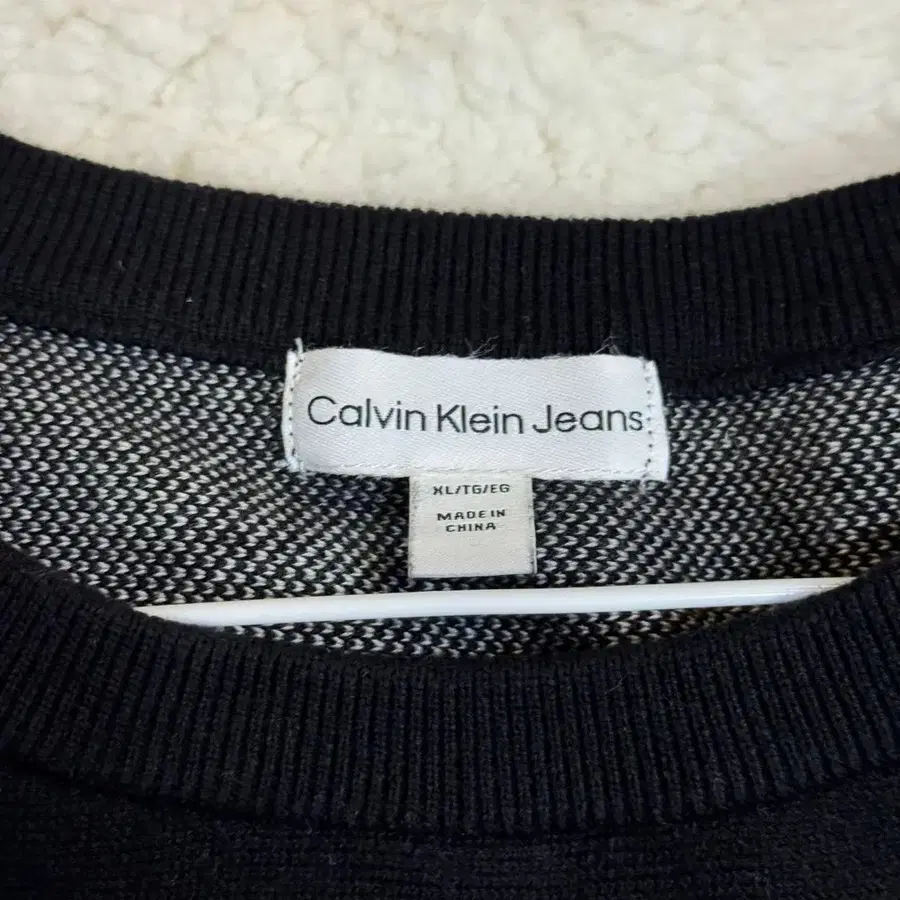 Calvin Klein Jeans
XL/TG/EG
MADE IN
CHINA